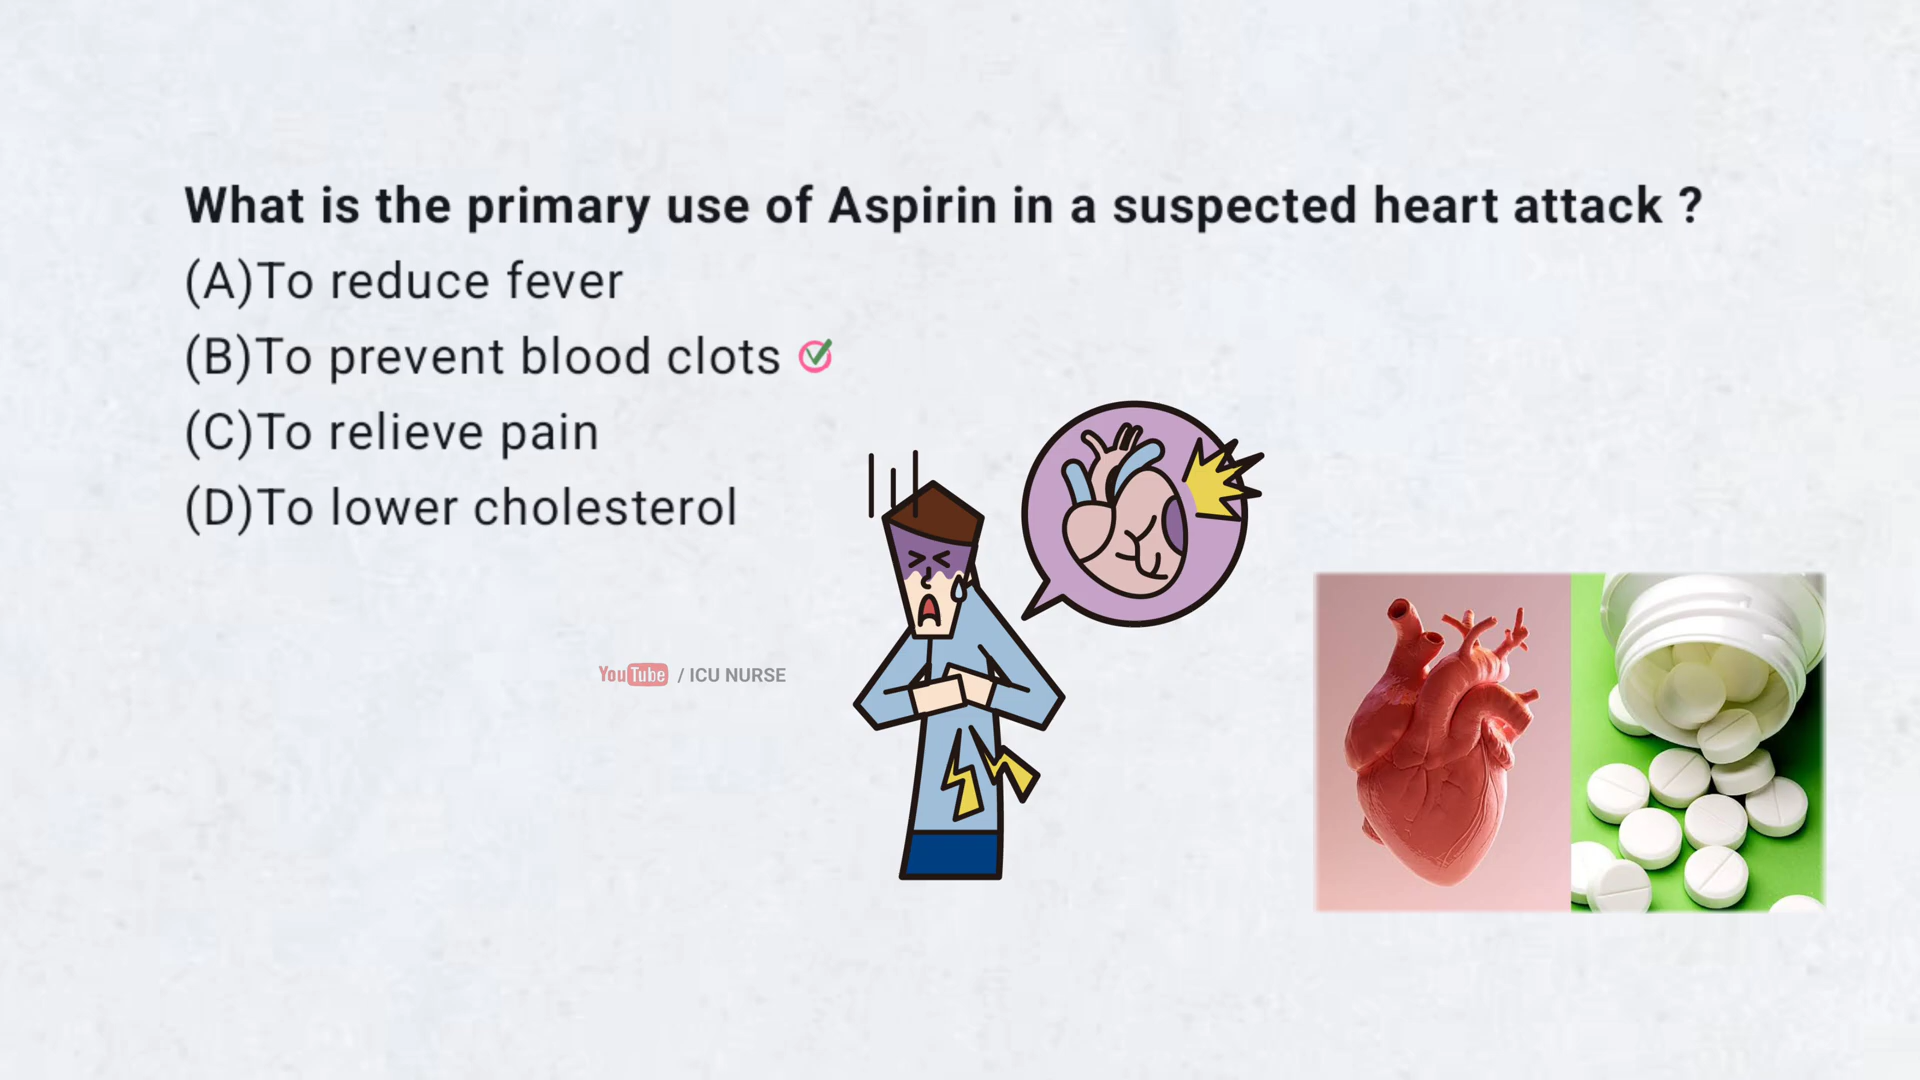 What is the primary use of Aspirin in a suspected heart attack ?
(A)To reduce fever
(B)To prevent blood clots
(C)To relieve pain
(D)To lower cholesterol
YouTube / ICU NURSE